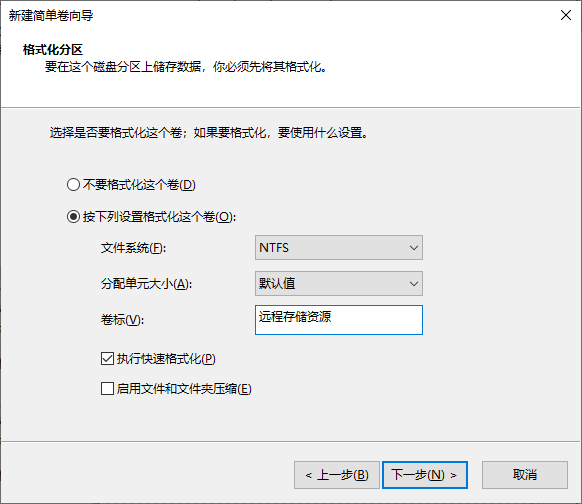 新建简单卷向导
格式化分区
要在这个磁盘分区上储存数据，你必须先将其格式化。
选择是否要格式化这个卷；如果要格式化，要使用什么设置。
不要格式化这个卷(D)
按下列设置格式化这个卷(O):
文件系统(F):
NTFS
分配单元大小(A):
默认值
卷标(V):
远程存储资源
执行快速格式化(P)
启用文件和文件夹压缩(E)
< 上一步(B)
下一步(N) >
取消